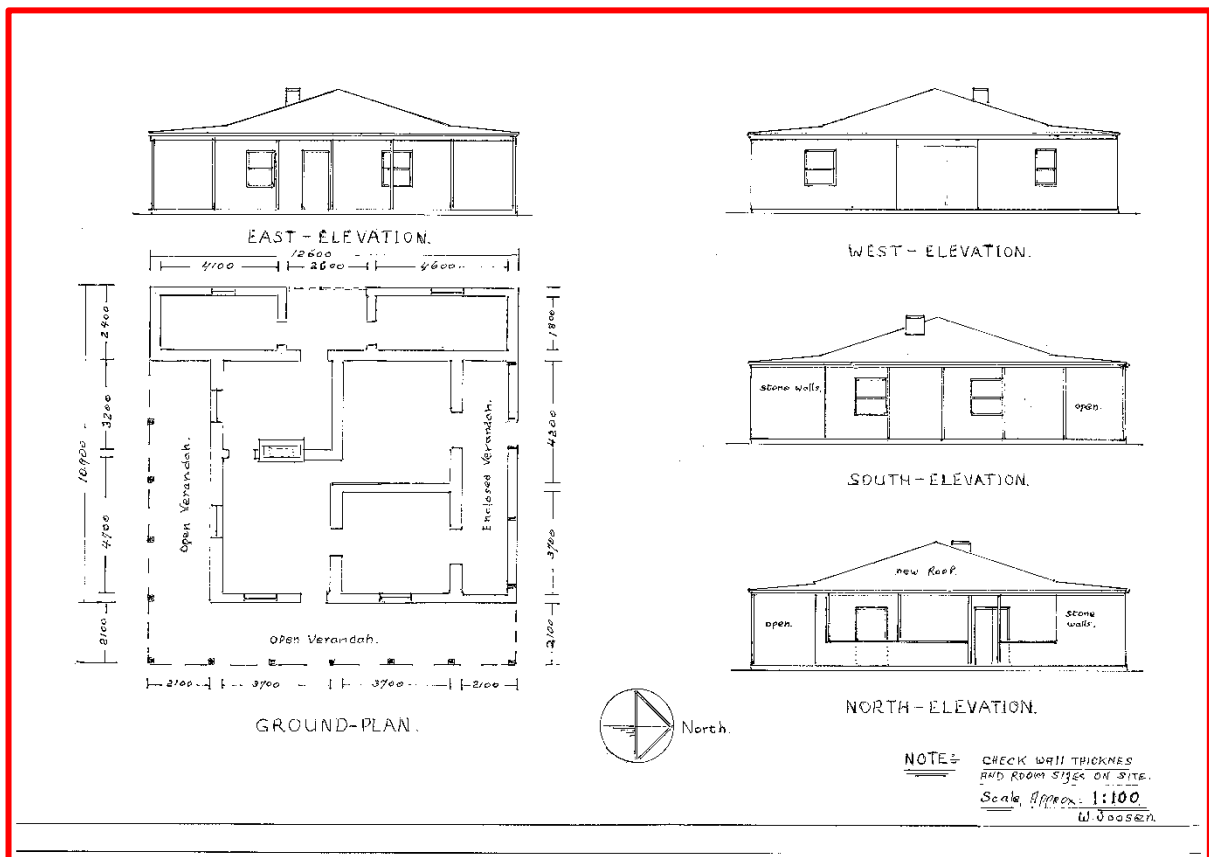 EAST-ELEVATION.
WEST-ELEVATION.
12600
4100
2600
4600
2400
3200
10.900
4700
2100
1800
4200
3700
2100
Open Verandah.
Enclosed Verandah.
Open Verandah.
2100
3700
3700
2100
GROUND-PLAN.
North.
stone walls.
open.
SOUTH-ELEVATION.
new Roof.
open.
stone
walls.
NORTH-ELEVATION.
NOTE:- CHECK WAll THICKNES
AND ROOM SIZES ON SITE.
Scale, Approx: 1:100
W.Joosen.